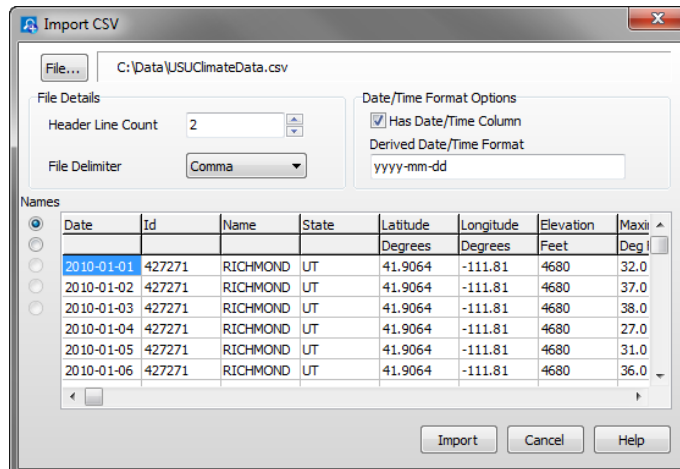 Import CSV
File... C:\Data\USUClimateData.csv
File Details
Header Line Count 2
File Delimiter Comma
Date/Time Format Options
Has Date/Time Column
Derived Date/Time Format
yyyy-mm-dd
Names
Date Id Name State Latitude Longitude Elevation Maxi
Degrees Degrees Feet Deg
2010-01-01 427271 RICHMOND UT 41.9064 -111.81 4680 32.0
2010-01-02 427271 RICHMOND UT 41.9064 -111.81 4680 37.0
2010-01-03 427271 RICHMOND UT 41.9064 -111.81 4680 38.0
2010-01-04 427271 RICHMOND UT 41.9064 -111.81 4680 27.0
2010-01-05 427271 RICHMOND UT 41.9064 -111.81 4680 31.0
2010-01-06 427271 RICHMOND UT 41.9064 -111.81 4680 36.0
Import Cancel Help